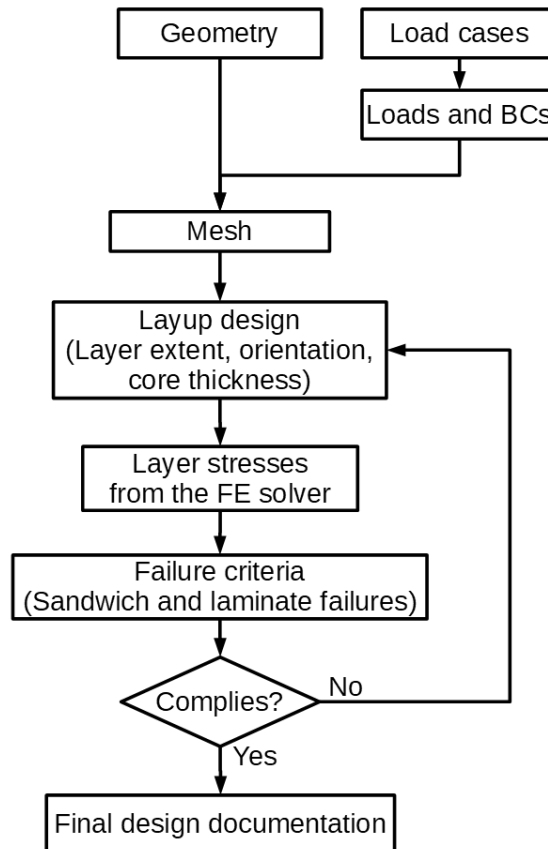 Geometry
Load cases
Loads and BCs
Mesh
Layup design
(Layer extent, orientation,
core thickness)
Layer stresses
from the FE solver
Failure criteria
(Sandwich and laminate failures)
Complies?
No
Yes
Final design documentation